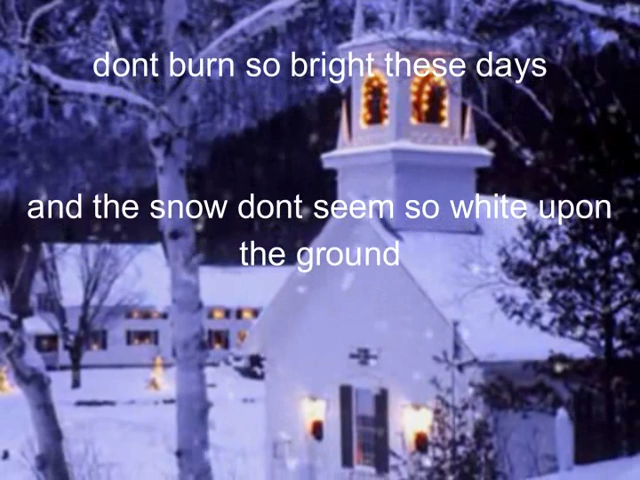 dont burn so bright these days
and the snow dont seem so white upon
the ground